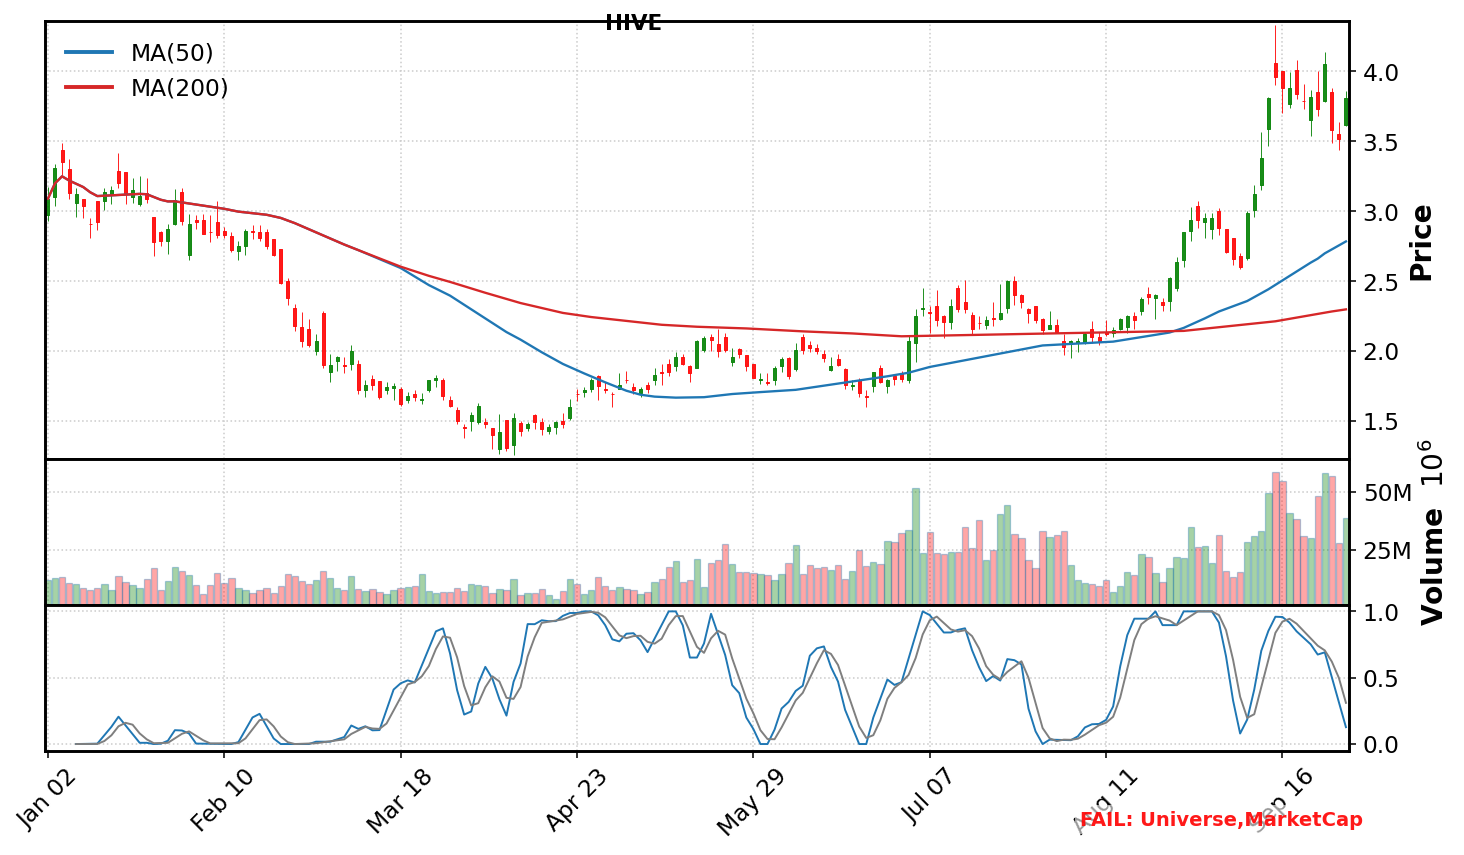 HIVE
MA(50)
MA(200)
4.0
3.5
3.0
2.5
2.0
1.5
Price
50M
25M
Volume 10^6
1.0
0.5
0.0
Jan 02
Feb 10
Mar 18
Apr 23
May 29
Jul 07
Aug 11
Sep 16
FAIL: Universe,MarketCap